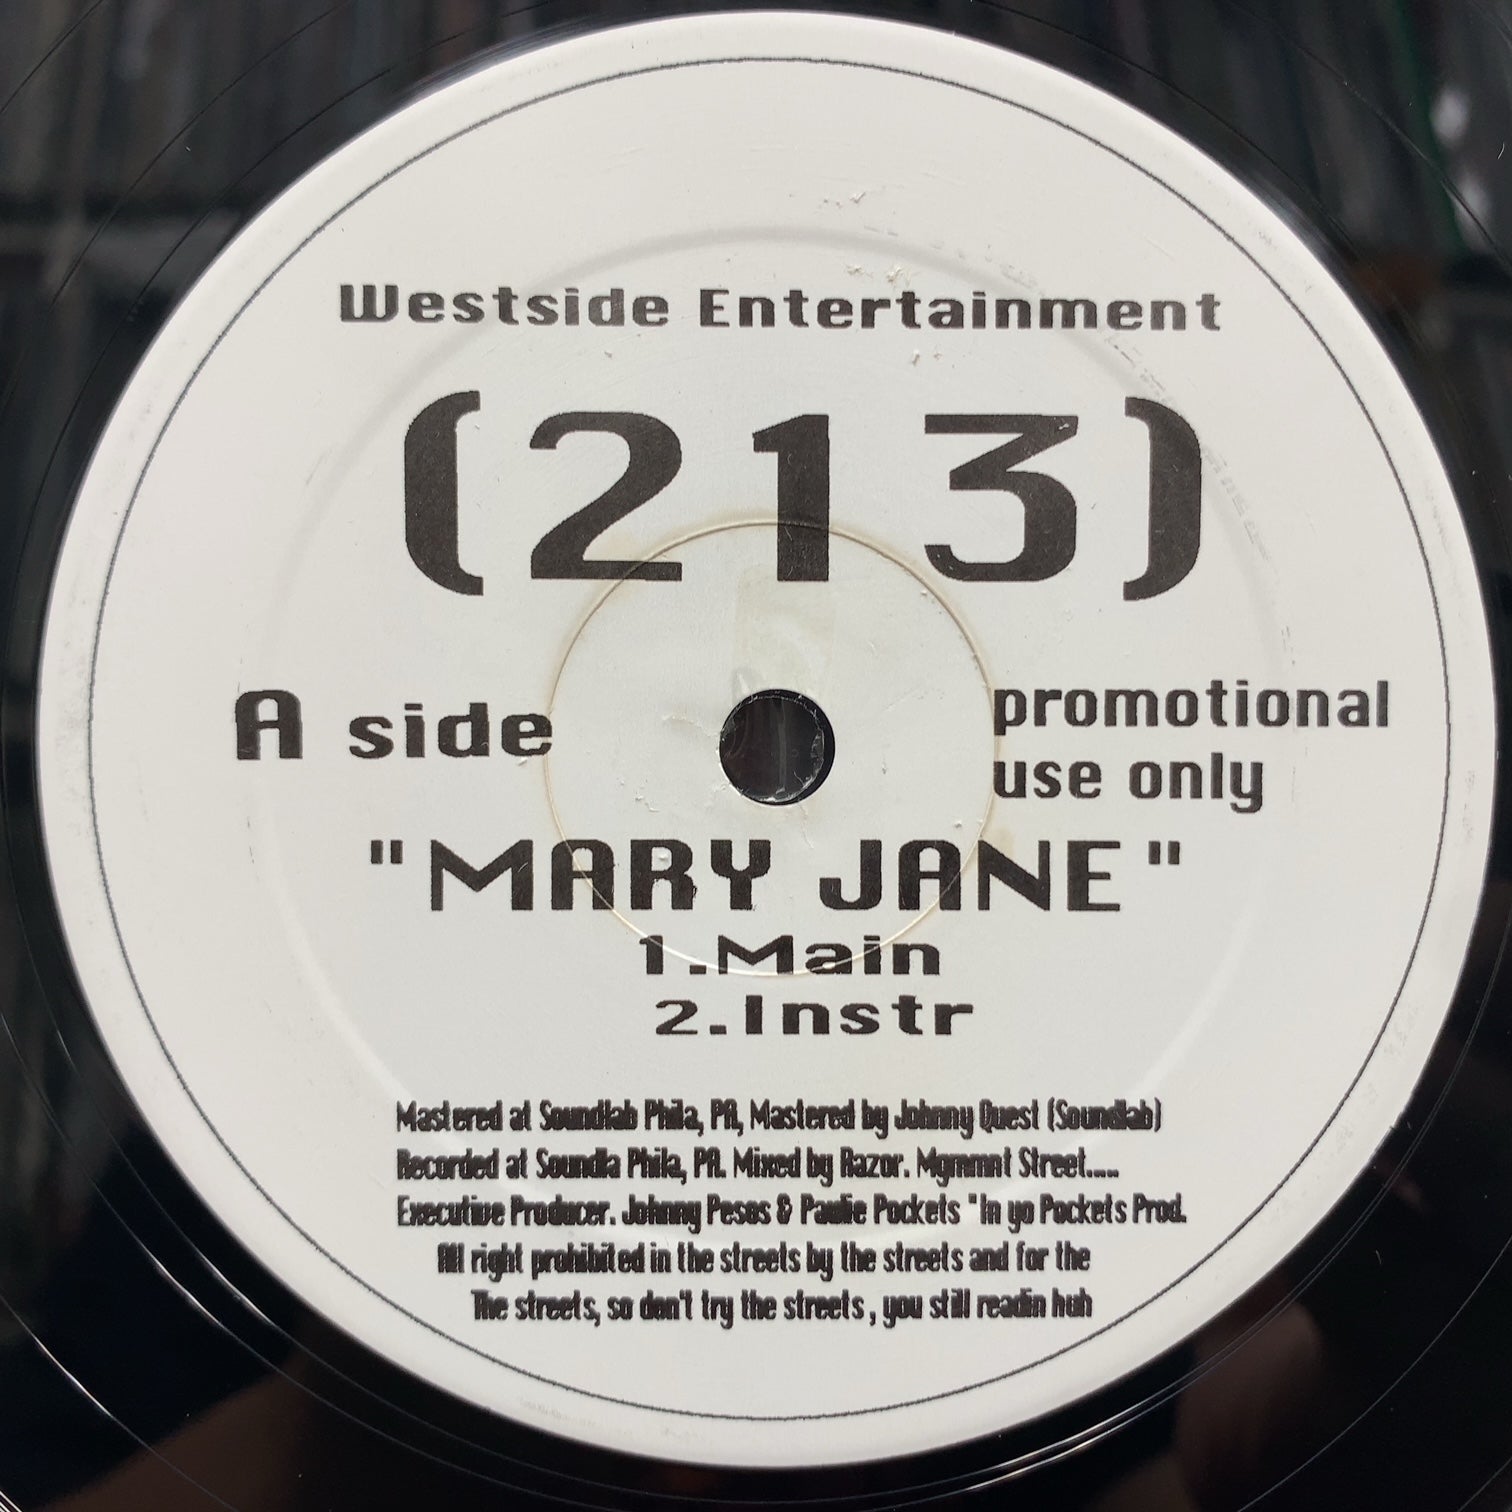 Westside Entertainment
(213)
A side
promotional
use only
"MARY JANE"
1.Main
2.Instr
Mastered at Soundlab Phila, PA, Mastered by Johnny Quest (Soundlab)
Recorded at Soundla Phila, PA. Mixed by Razor. Mgmmnt Street.....
Executive Producer. Johnny Pesos & Paulie Pockets "In yo Pockets Prod.
All right prohibited in the streets by the streets and for the
The streets, so don't try the streets, you still readin huh